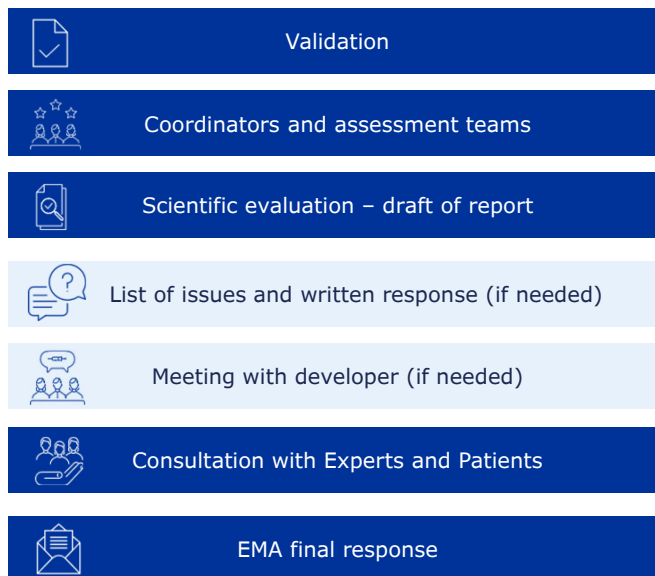 Validation
Coordinators and assessment teams
Scientific evaluation – draft of report
?
List of issues and written response (if needed)
Meeting with developer (if needed)
Consultation with Experts and Patients
EMA final response